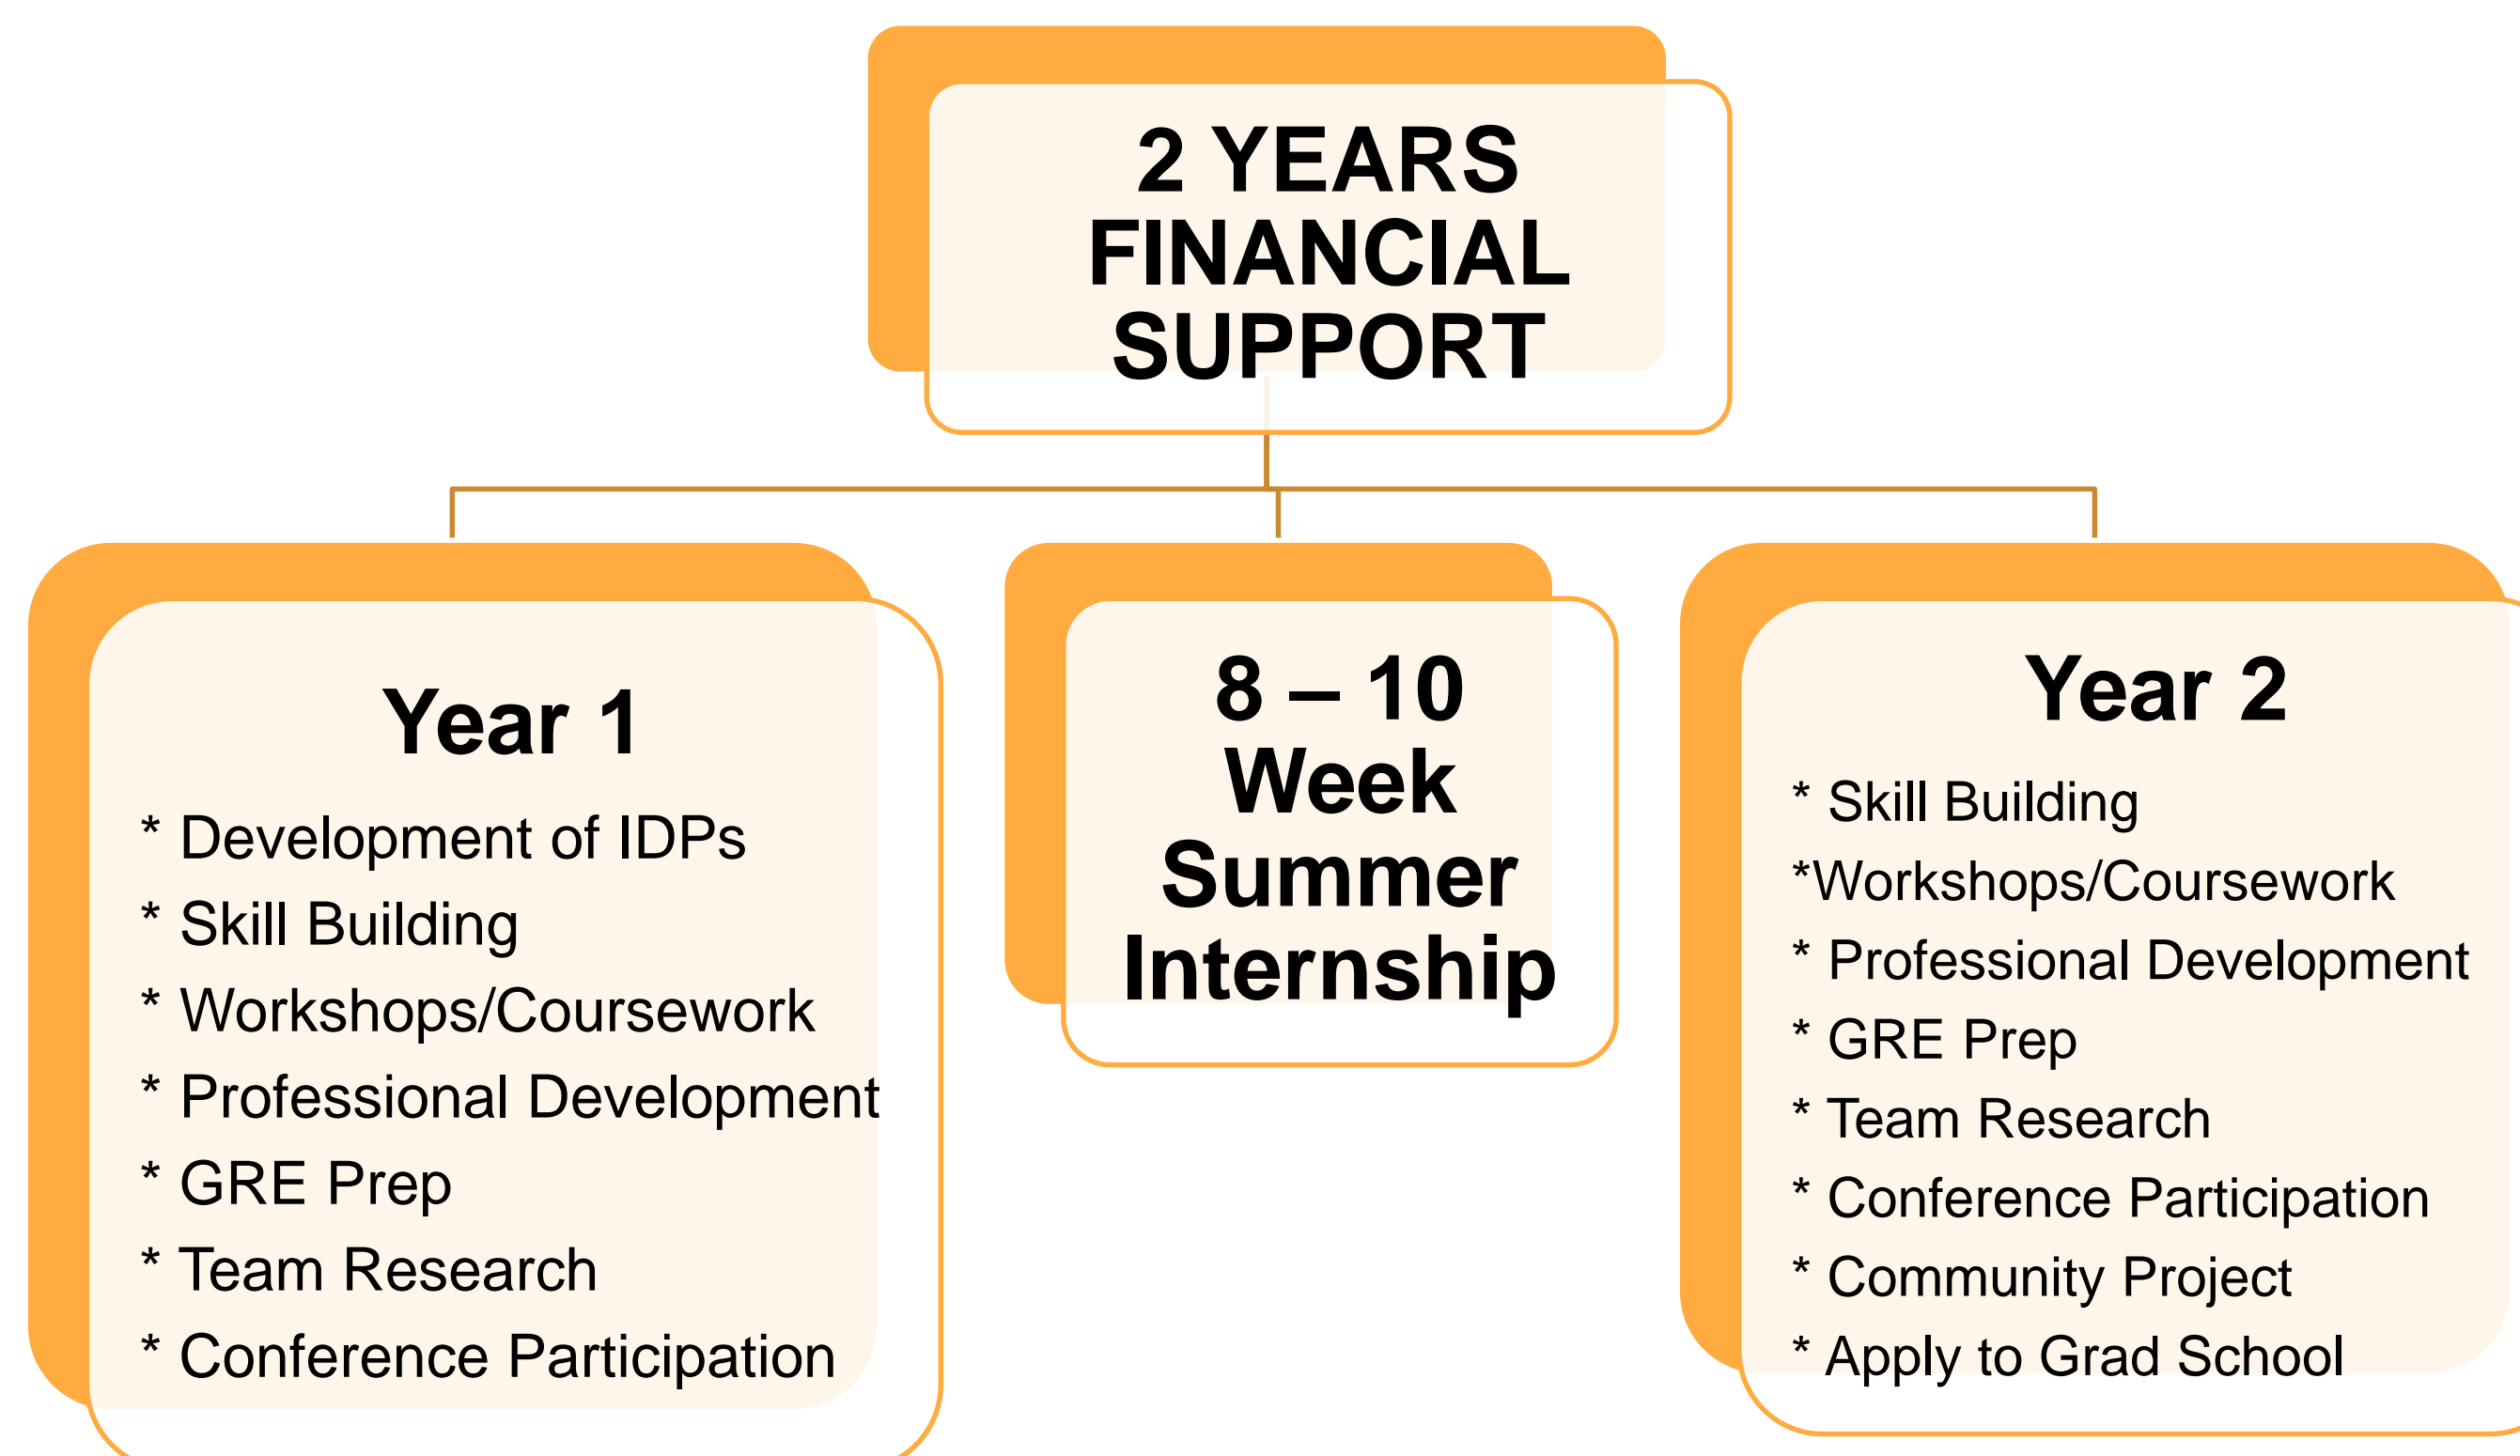 2 YEARS
FINANCIAL
SUPPORT
Year 1
* Development of IDPs
* Skill Building
* Workshops/Coursework
* Professional Development
* GRE Prep
* Team Research
* Conference Participation
8 – 10
Week
Summer
Internship
Year 2
* Skill Building
*Workshops/Coursework
* Professional Development
* GRE Prep
* Team Research
* Conference Participation
* Community Project
* Apply to Grad School